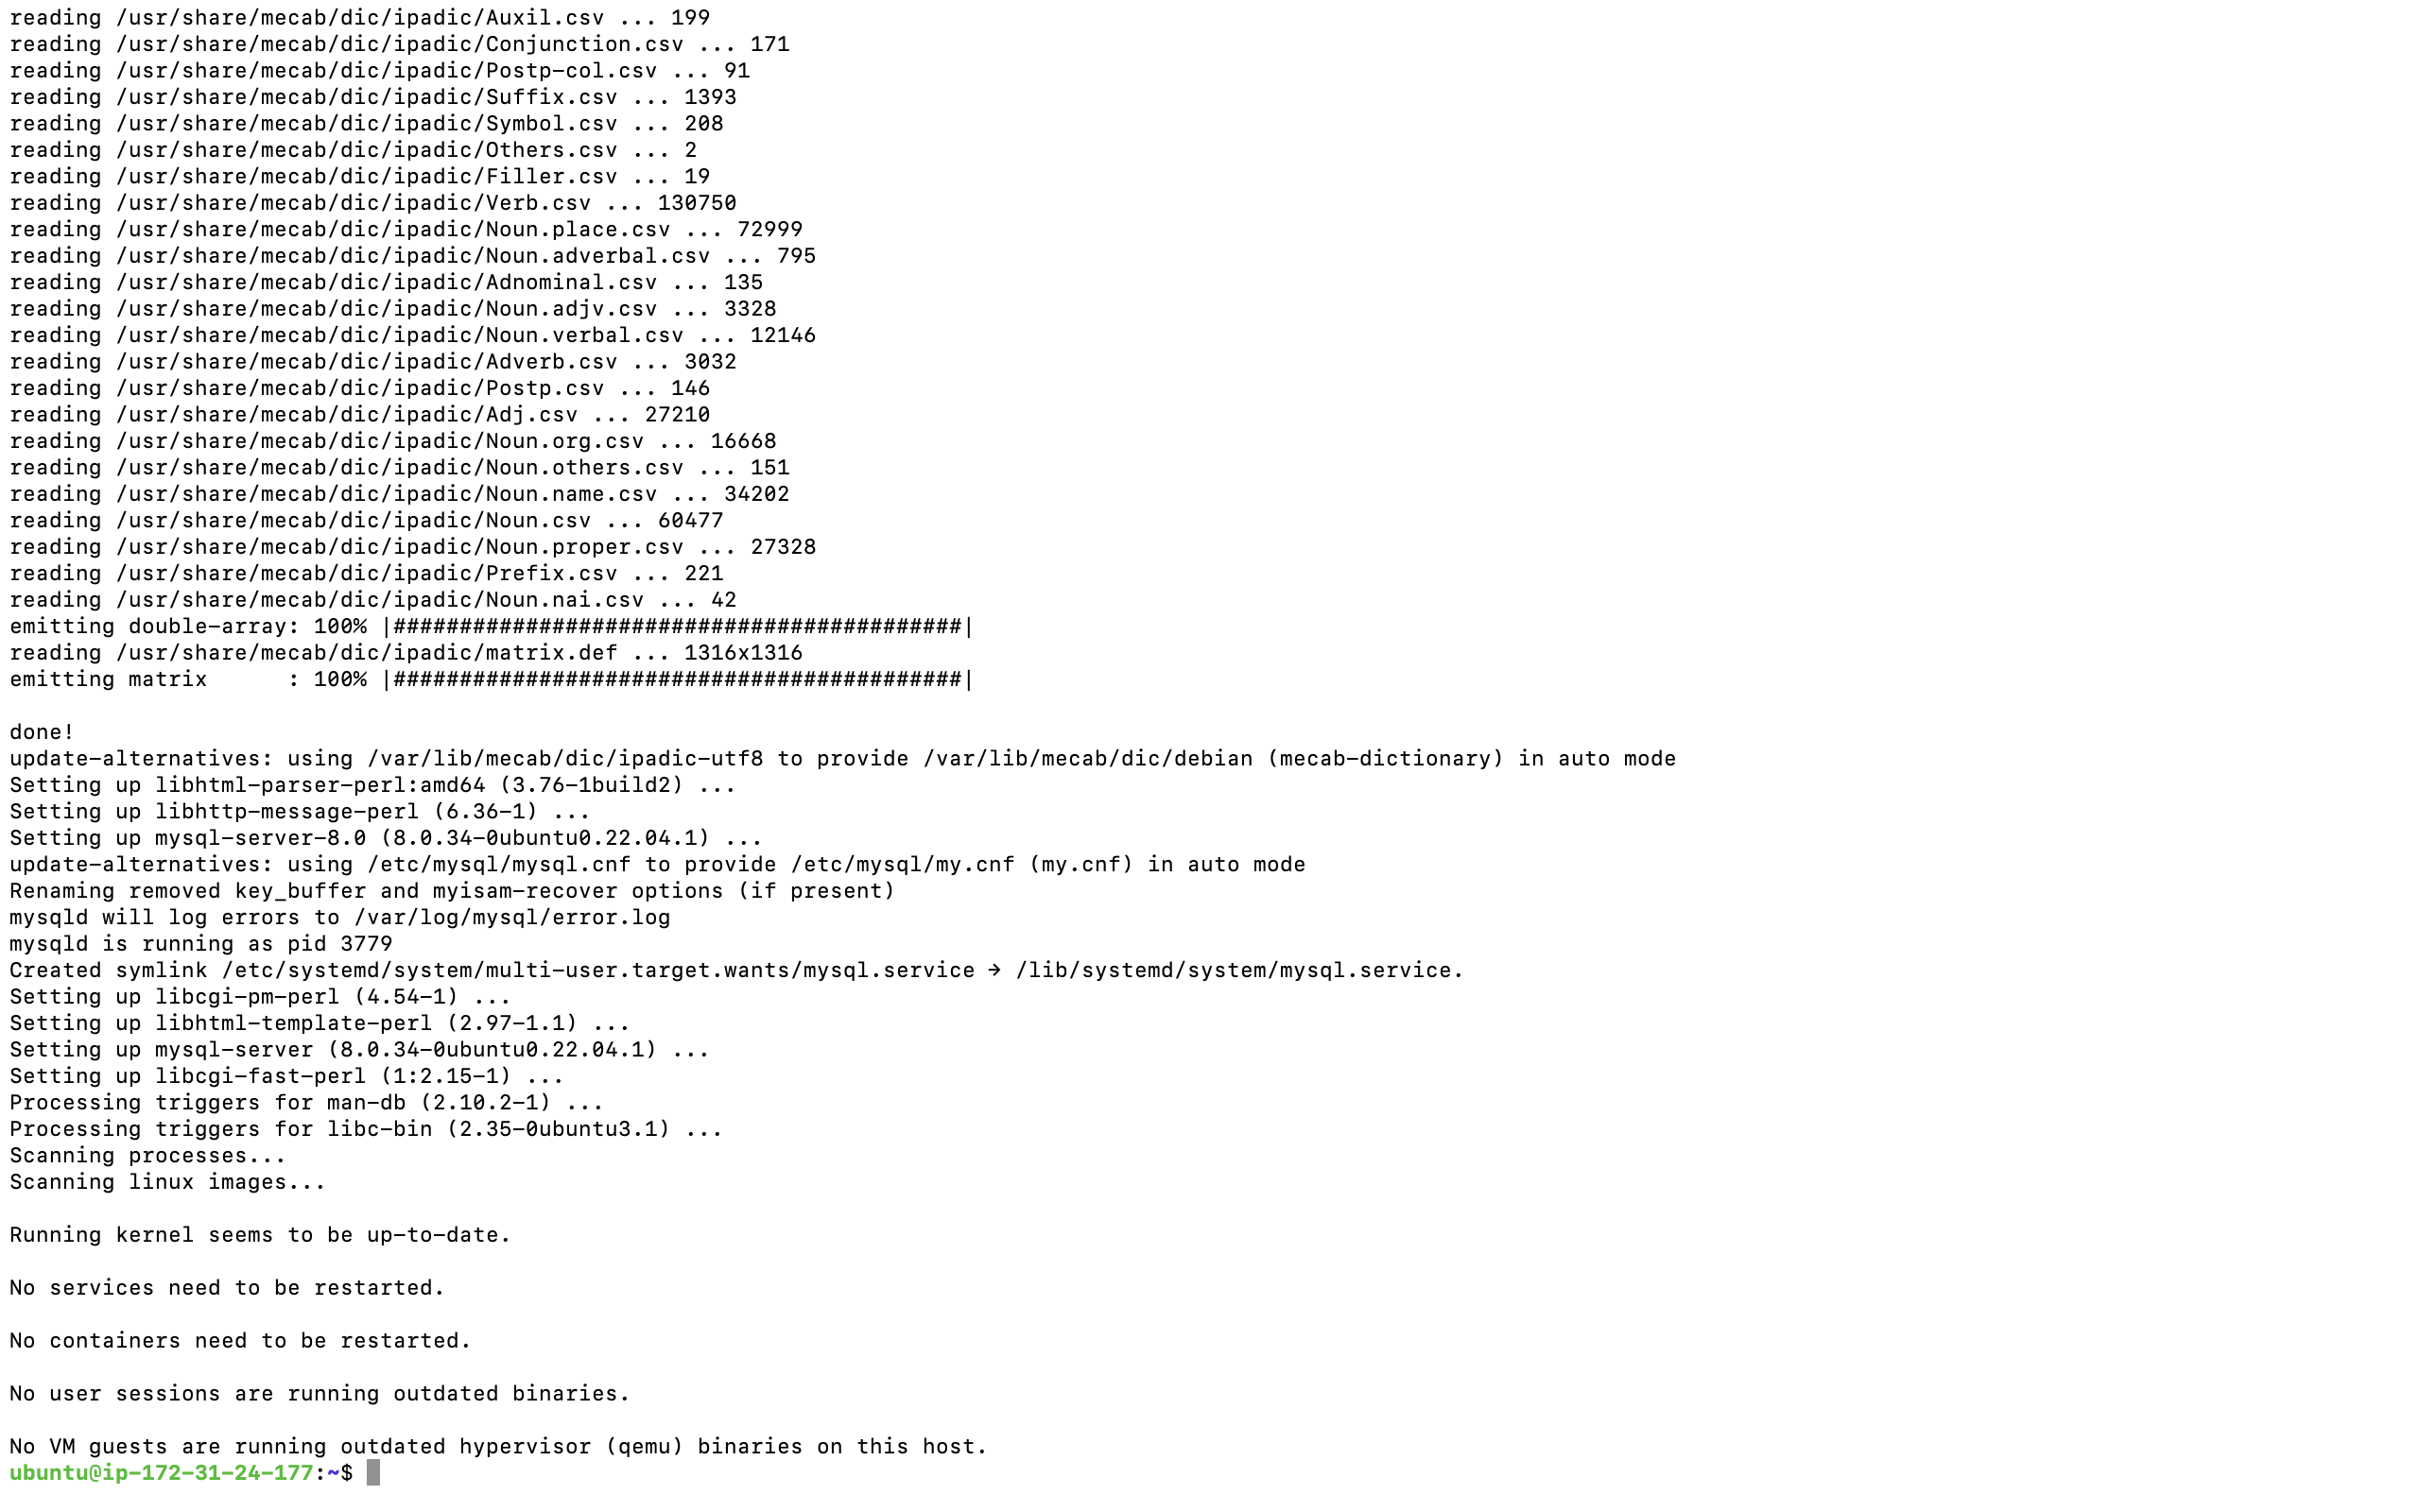 reading /usr/share/mecab/dic/ipadic/Auxil.csv ... 199
reading /usr/share/mecab/dic/ipadic/Conjunction.csv ... 171
reading /usr/share/mecab/dic/ipadic/Postp-col.csv ... 91
reading /usr/share/mecab/dic/ipadic/Suffix.csv ... 1393
reading /usr/share/mecab/dic/ipadic/Symbol.csv ... 208
reading /usr/share/mecab/dic/ipadic/Others.csv ... 2
reading /usr/share/mecab/dic/ipadic/Filler.csv ... 19
reading /usr/share/mecab/dic/ipadic/Verb.csv ... 130750
reading /usr/share/mecab/dic/ipadic/Noun.place.csv ... 72999
reading /usr/share/mecab/dic/ipadic/Noun.adverbal.csv ... 795
reading /usr/share/mecab/dic/ipadic/Adnominal.csv ... 135
reading /usr/share/mecab/dic/ipadic/Noun.adjv.csv ... 3328
reading /usr/share/mecab/dic/ipadic/Noun.verbal.csv ... 12146
reading /usr/share/mecab/dic/ipadic/Adverb.csv ... 3032
reading /usr/share/mecab/dic/ipadic/Postp.csv ... 146
reading /usr/share/mecab/dic/ipadic/Adj.csv ... 27210
reading /usr/share/mecab/dic/ipadic/Noun.org.csv ... 16668
reading /usr/share/mecab/dic/ipadic/Noun.others.csv ... 151
reading /usr/share/mecab/dic/ipadic/Noun.name.csv ... 34202
reading /usr/share/mecab/dic/ipadic/Noun.csv ... 60477
reading /usr/share/mecab/dic/ipadic/Noun.proper.csv ... 27328
reading /usr/share/mecab/dic/ipadic/Prefix.csv ... 221
reading /usr/share/mecab/dic/ipadic/Noun.nai.csv ... 42
emitting double-array: 100% |###########################################|
reading /usr/share/mecab/dic/ipadic/matrix.def ... 1316x1316
emitting matrix      : 100% |###########################################|

done!
update-alternatives: using /var/lib/mecab/dic/ipadic-utf8 to provide /var/lib/mecab/dic/debian (mecab-dictionary) in auto mode
Setting up libhtml-parser-perl:amd64 (3.76-1build2) ...
Setting up libhttp-message-perl (6.36-1) ...
Setting up mysql-server-8.0 (8.0.34-0ubuntu0.22.04.1) ...
update-alternatives: using /etc/mysql/mysql.cnf to provide /etc/mysql/my.cnf (my.cnf) in auto mode
Renaming removed key_buffer and myisam-recover options (if present)
mysqld will log errors to /var/log/mysql/error.log
mysqld is running as pid 3779
Created symlink /etc/systemd/system/multi-user.target.wants/mysql.service → /lib/systemd/system/mysql.service.
Setting up libcgi-pm-perl (4.54-1) ...
Setting up libhtml-template-perl (2.97-1.1) ...
Setting up mysql-server (8.0.34-0ubuntu0.22.04.1) ...
Setting up libcgi-fast-perl (1:2.15-1) ...
Processing triggers for man-db (2.10.2-1) ...
Processing triggers for libc-bin (2.35-0ubuntu3.1) ...
Scanning processes...
Scanning linux images...

Running kernel seems to be up-to-date.

No services need to be restarted.

No containers need to be restarted.

No user sessions are running outdated binaries.

No VM guests are running outdated hypervisor (qemu) binaries on this host.
ubuntu@ip-172-31-24-177:~$